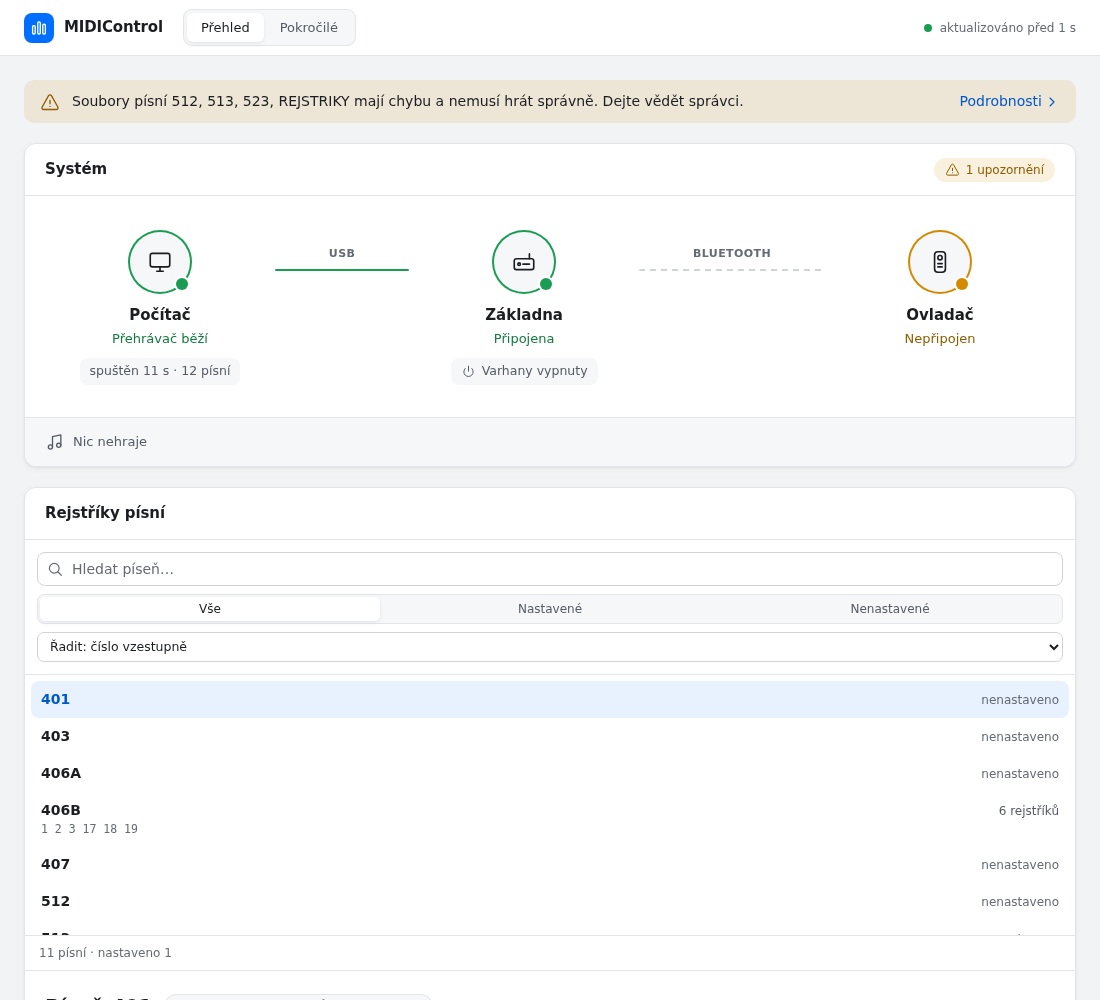 MIDIControl
Přehled
Pokročilé
aktualizováno před 1 s
Soubory písní 512, 513, 523, REJSTRIKY mají chybu a nemusí hrát správně. Dejte vědět správci.
Podrobnosti
Systém
1 upozornění
USB
BLUETOOTH
Počítač
Základna
Ovladač
Přehrávač běží
Připojena
Nepřipojen
spuštěn 11 s · 12 písní
Varhany vypnuty
Nic nehraje
Rejstříky písní
Hledat píseň…
Vše
Nastavené
Nenastavené
Řadit: číslo vzestupně
401 nenastaveno
403 nenastaveno
406A nenastaveno
406B 6 rejstříků
1 2 3 17 18 19
407 nenastaveno
512 nenastaveno
11 písní · nastaveno 1